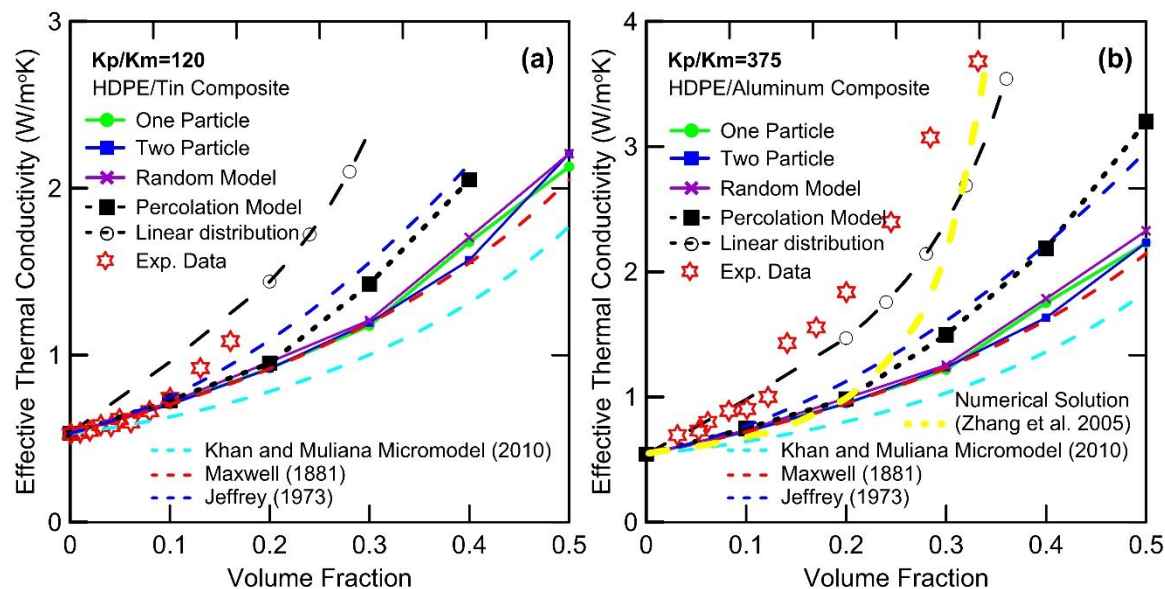 Effective Thermal Conductivity (W/m°K)
3
2
1
0
(a)
Kp/Km=120
HDPE/Tin Composite
One Particle
Two Particle
Random Model
Percolation Model
Linear distribution
Exp. Data
Khan and Muliana Micromodel (2010)
Maxwell (1881)
Jeffrey (1973)
0 0.1 0.2 0.3 0.4 0.5
Volume Fraction
Effective Thermal Conductivity (W/m°K)
4
3
2
1
0
(b)
Kp/Km=375
HDPE/Aluminum Composite
One Particle
Two Particle
Random Model
Percolation Model
Linear distribution
Exp. Data
Numerical Solution
(Zhang et al. 2005)
Khan and Muliana Micromodel (2010)
Maxwell (1881)
Jeffrey (1973)
0 0.1 0.2 0.3 0.4 0.5
Volume Fraction